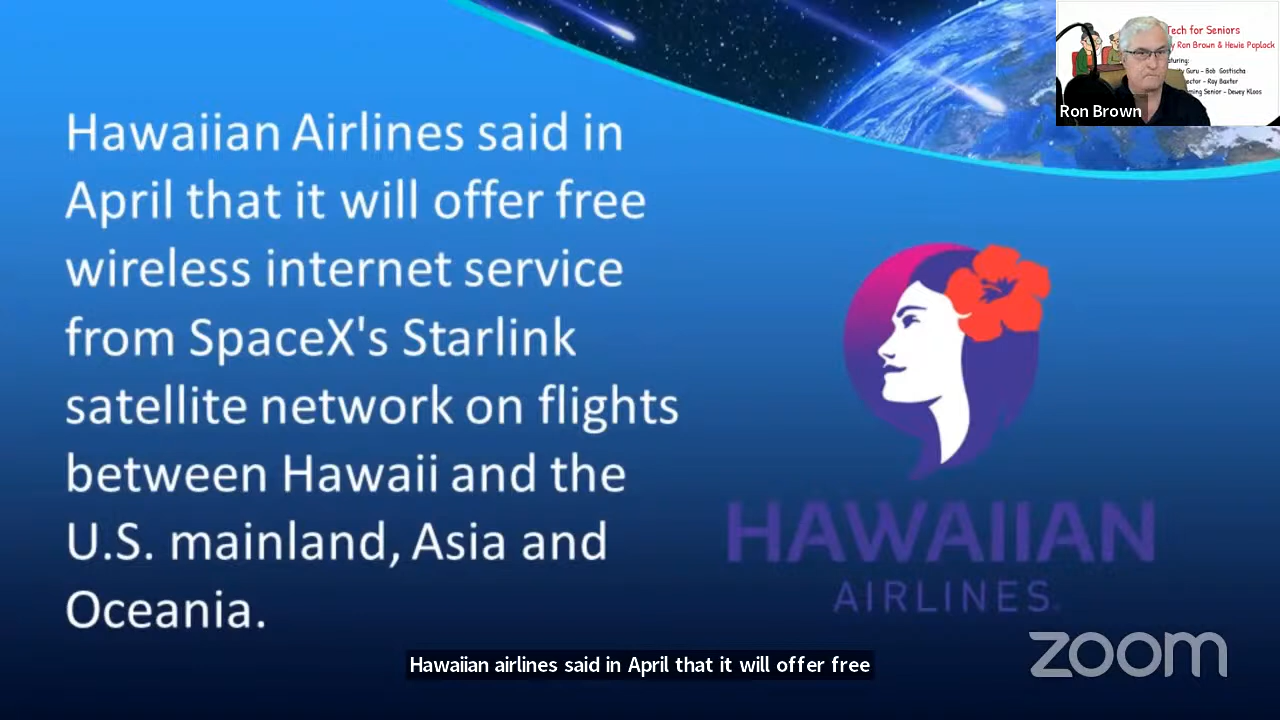 Hawaiian Airlines said in
April that it will offer free
wireless internet service
from SpaceX's Starlink
satellite network on flights
between Hawaii and the
U.S. mainland, Asia and
Oceania.
HAWAIIAN
AIRLINES.
Tech for Seniors
Ron Brown & Hewie Poplock
Guru - Bob Gostischa
Ray Baxter
Senior - Dewey Kloos
Ron Brown
zoom
Hawaiian airlines said in April that it will offer free